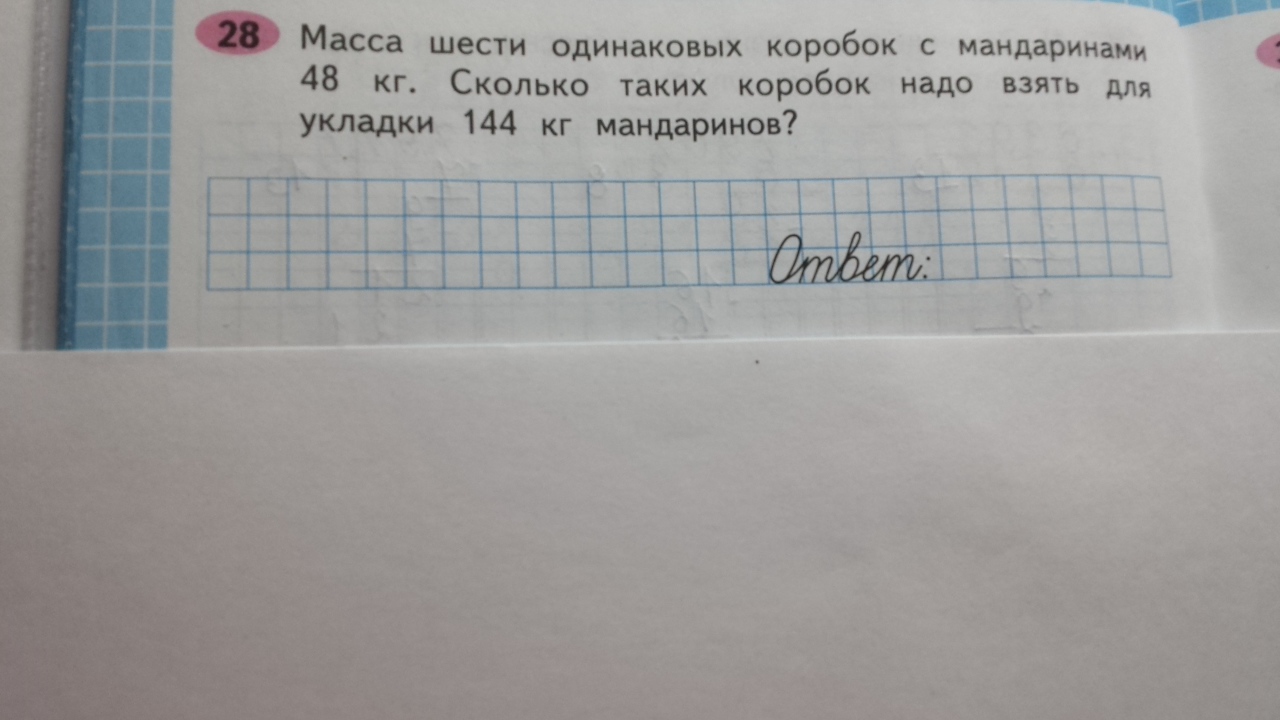 28 Масса шести одинаковых коробок с мандаринами
48 кг. Сколько таких коробок надо взять для
укладки 144 кг мандаринов?
Ответ: